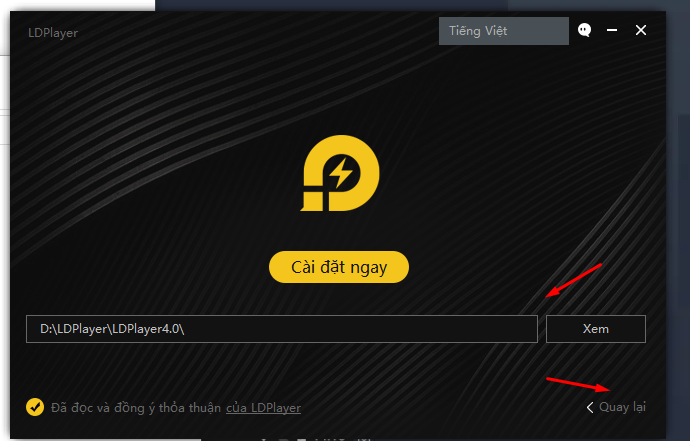 LDPlayer
Tiếng Việt
Cài đặt ngay
D:\LDPlayer\LDPlayer4.0\
Xem
Đã đọc và đồng ý thỏa thuận của LDPlayer
Quay lại